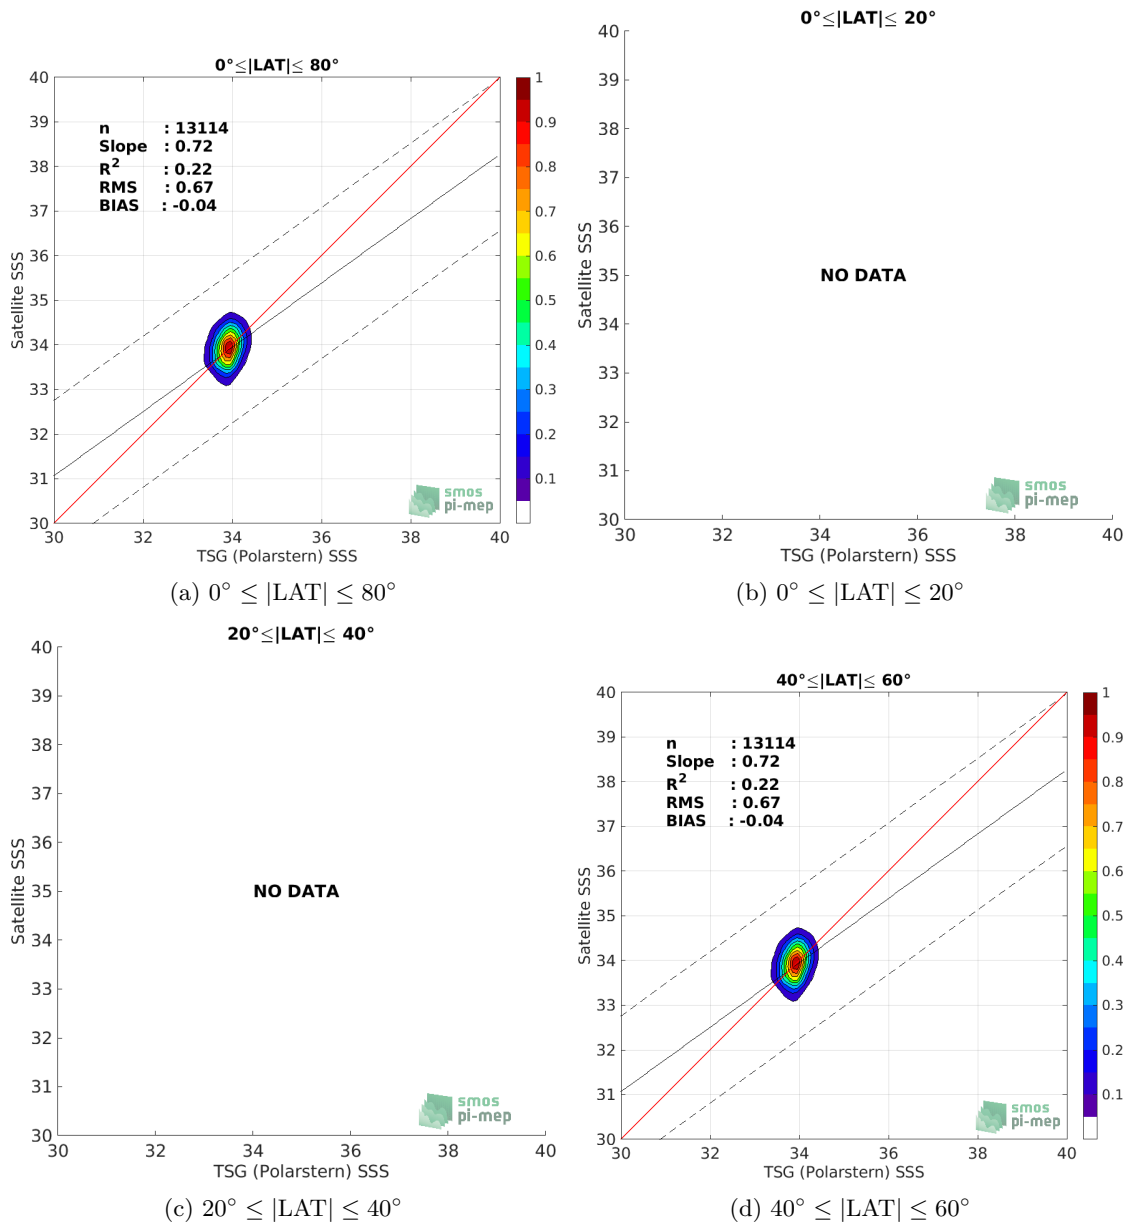 0°≤|LAT|≤ 80°
40
39
38
37
36
35
34
33
32
31
30
Satellite SSS
n : 13114
Slope : 0.72
R2 : 0.22
RMS : 0.67
BIAS : -0.04
smos
pi-mep
30 32 34 36 38 40
TSG (Polarstern) SSS
1
0.9
0.8
0.7
0.6
0.5
0.4
0.3
0.2
0.1
(a) 0° ≤ |LAT| ≤ 80°
0°≤|LAT|≤ 20°
40
39
38
37
36
35
34
33
32
31
30
Satellite SSS
NO DATA
smos
pi-mep
30 32 34 36 38 40
TSG (Polarstern) SSS
(b) 0° ≤ |LAT| ≤ 20°
20°≤|LAT|≤ 40°
40
39
38
37
36
35
34
33
32
31
30
Satellite SSS
NO DATA
smos
pi-mep
30 32 34 36 38 40
TSG (Polarstern) SSS
(c) 20° ≤ |LAT| ≤ 40°
40°≤|LAT|≤ 60°
40
39
38
37
36
35
34
33
32
31
30
Satellite SSS
n : 13114
Slope : 0.72
R2 : 0.22
RMS : 0.67
BIAS : -0.04
smos
pi-mep
30 32 34 36 38 40
TSG (Polarstern) SSS
1
0.9
0.8
0.7
0.6
0.5
0.4
0.3
0.2
0.1
(d) 40° ≤ |LAT| ≤ 60°